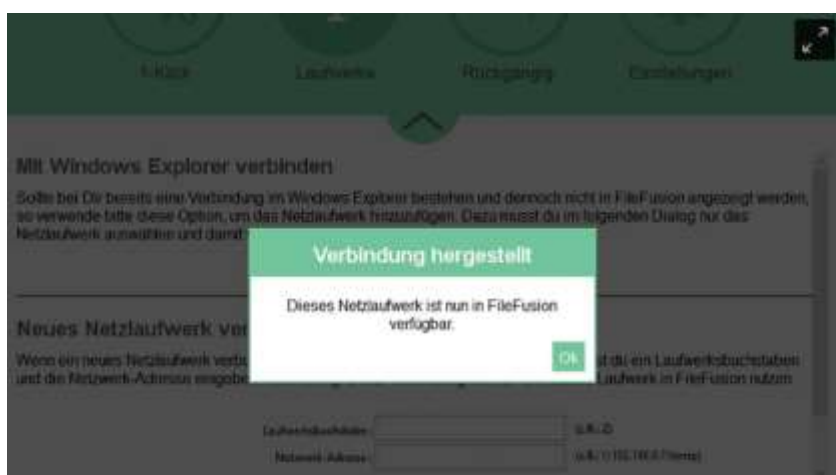 1-Klick
Laufwerke
Rückgängig
Einstellungen
Mit Windows Explorer verbinden
Sollte bei Dir bereits eine Verbindung im Windows Explorer bestehen und dennoch nicht in FileFusion angezeigt werden,
so verwende bitte diese Option, um das Netzlaufwerk hinzuzufügen. Dazu musst du im folgenden Dialog nur das
Netzlaufwerk auswählen und damit
Verbindung hergestellt
Dieses Netzlaufwerk ist nun in FileFusion
verfügbar.
Ok
Neues Netzlaufwerk ver
Wenn ein neues Netzlaufwerk verbu st du ein Laufwerksbuchstaben
und die Netzwerk-Adresse eingebe Laufwerk in FileFusion nutzen
Laufwerksbuchstabe:
Netzwerk-Adresse: